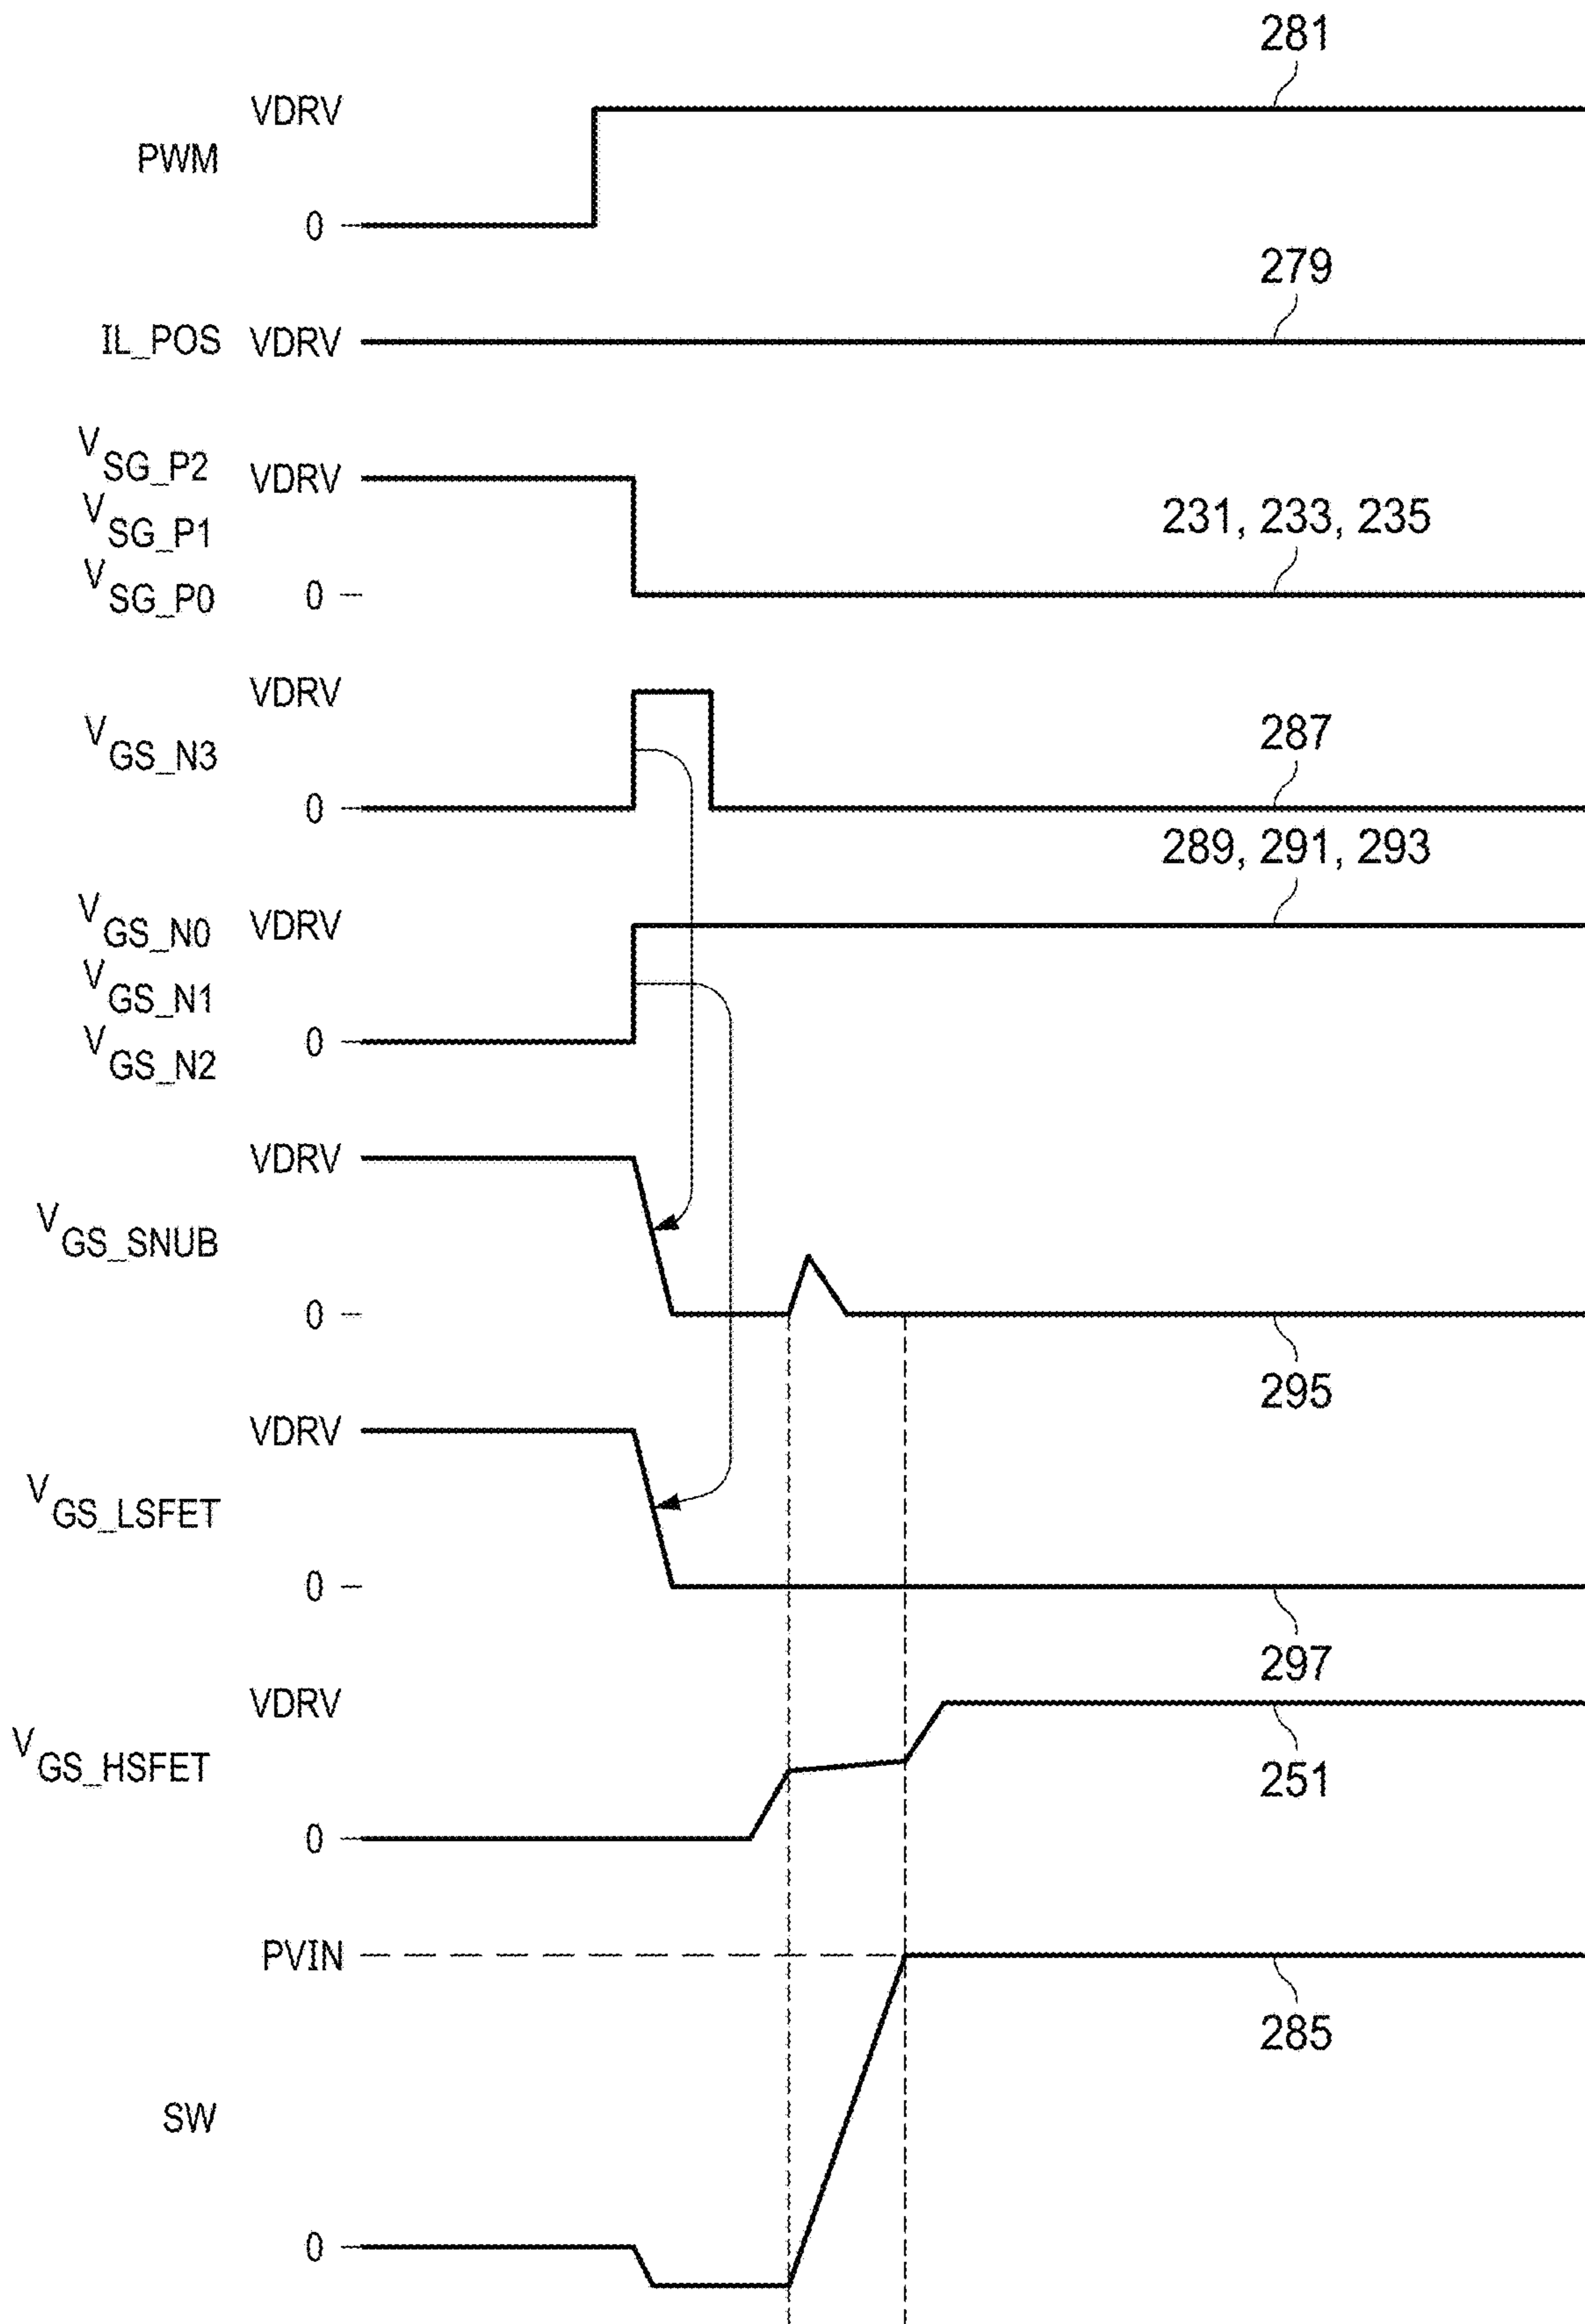 281
VDRV
PWM
0
279
IL_POS VDRV
VSG_P2 VDRV
VSG_P1
231, 233, 235
VSG_P0
0
VDRV
VGS_N3
287
0
289, 291, 293
VGS_N0 VDRV
VGS_N1
0
VGS_N2
VDRV
VGS_SNUB
0
295
VDRV
VGS_LSFET
0
297
VDRV
VGS_HSFET
251
0
PVIN
285
SW
0